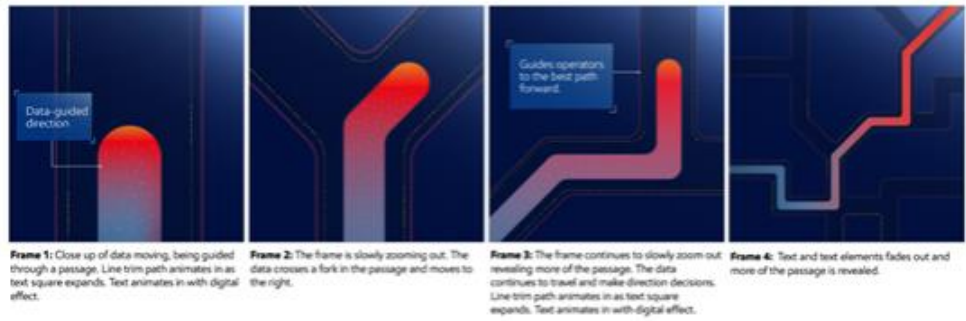 Data-guided
direction
Guides operators
to the best path
forward.
Frame 1: Close up of data moving, being guided
through a passage. Line trim path animates in as
text square expands. Text animates in with digital
effect.
Frame 2: The frame is slowly zooming out. The
data crosses a fork in the passage and moves to
the right.
Frame 3: The frame continues to slowly zoom out
revealing more of the passage. The data
continues to travel and make direction decisions.
Line trim path animates in as text square
expands. Text animates in with digital effect.
Frame 4: Text and text elements fades out and
more of the passage is revealed.